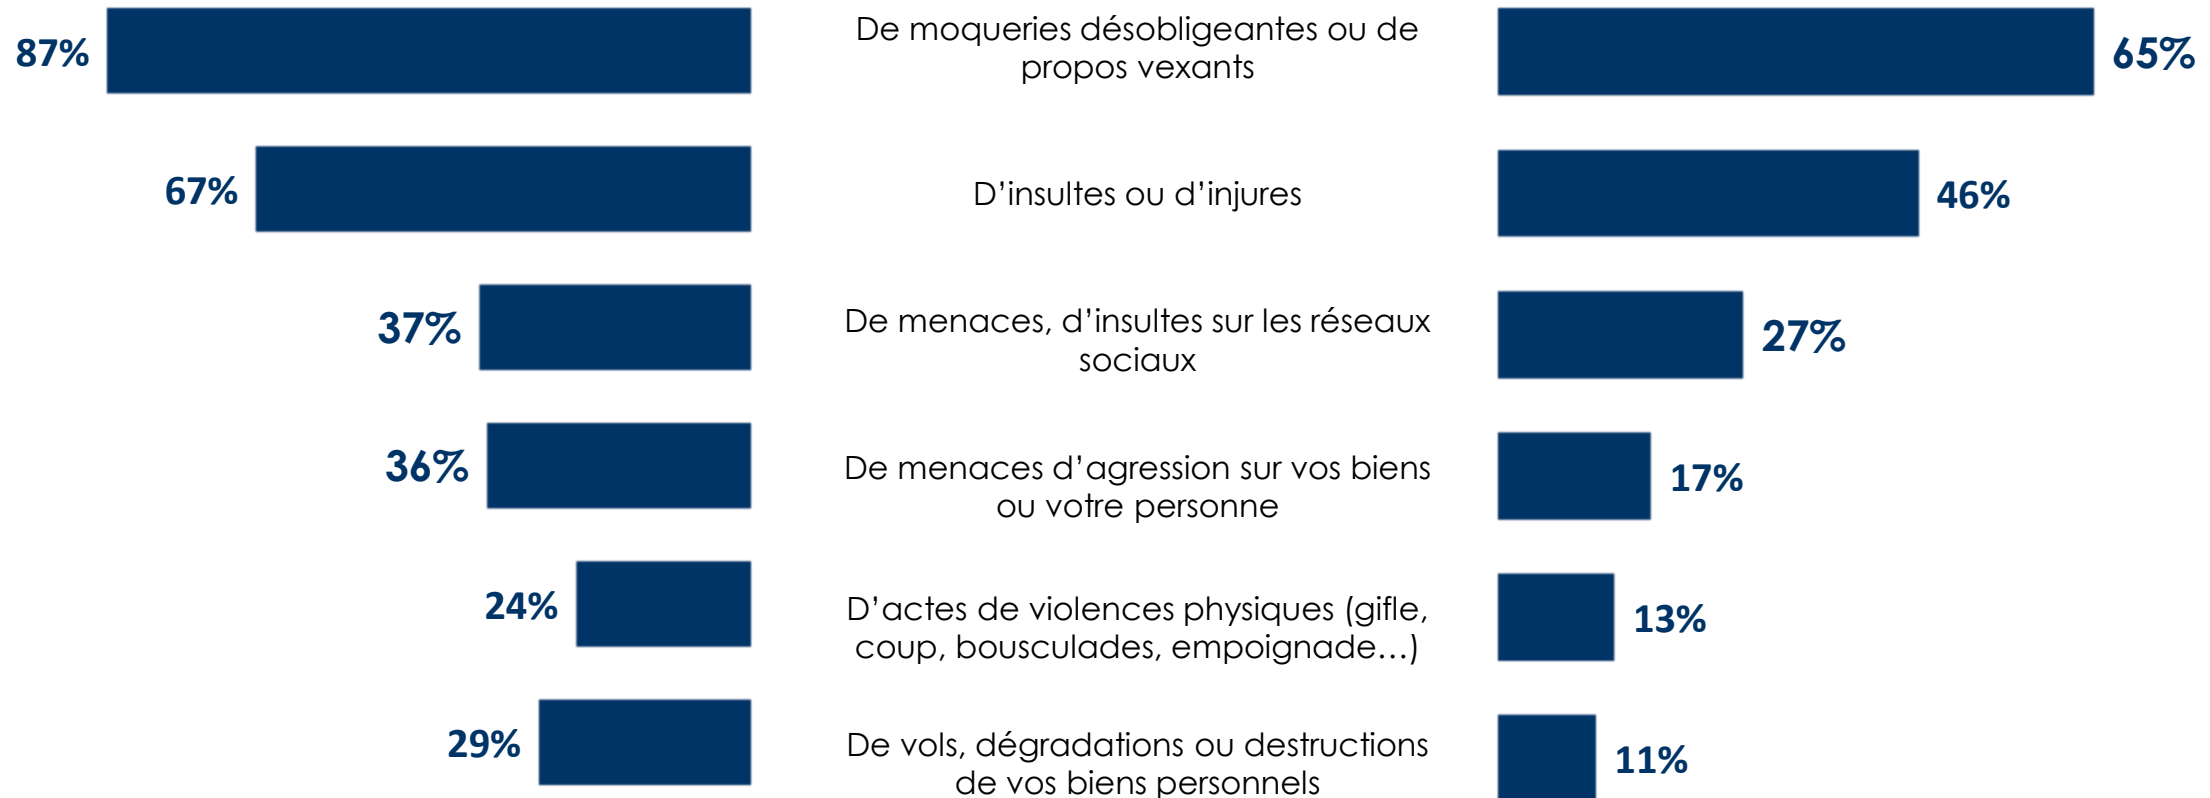 87%
De moqueries désobligeantes ou de
propos vexants
65%
67%
D’insultes ou d’injures
46%
37%
De menaces, d’insultes sur les réseaux
sociaux
27%
36%
De menaces d’agression sur vos biens
ou votre personne
17%
24%
D’actes de violences physiques (gifle,
coup, bousculades, empoignade…)
13%
29%
De vols, dégradations ou destructions
de vos biens personnels
11%